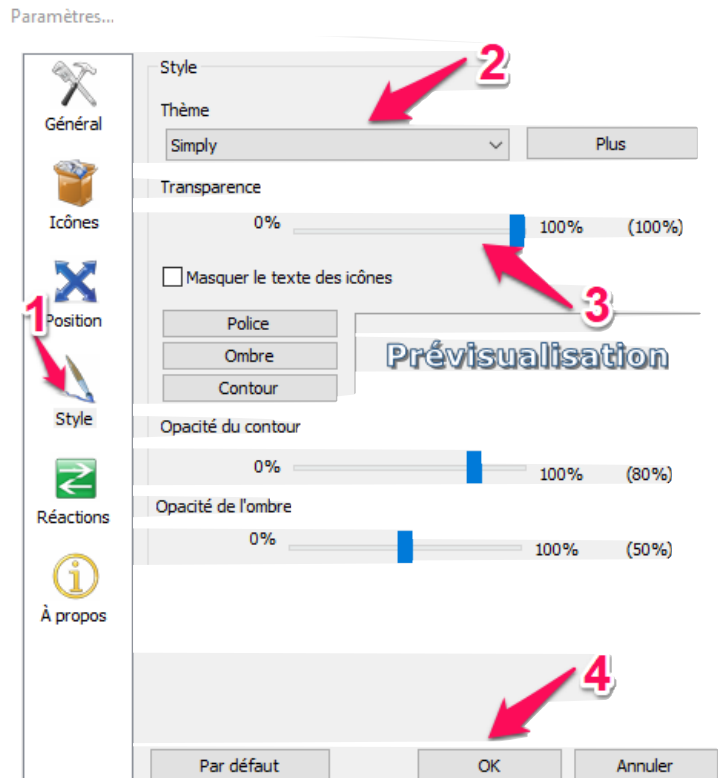 Paramètres...
Général
Icônes
1
Position
Style
Réactions
À propos
Style
2
Thème
Simply
Plus
Transparence
0%
100%
(100%)
Masquer le texte des icônes
3
Police
Ombre
Contour
Prévisualisation
Opacité du contour
0%
100%
(80%)
Opacité de l'ombre
0%
100%
(50%)
4
Par défaut
OK
Annuler